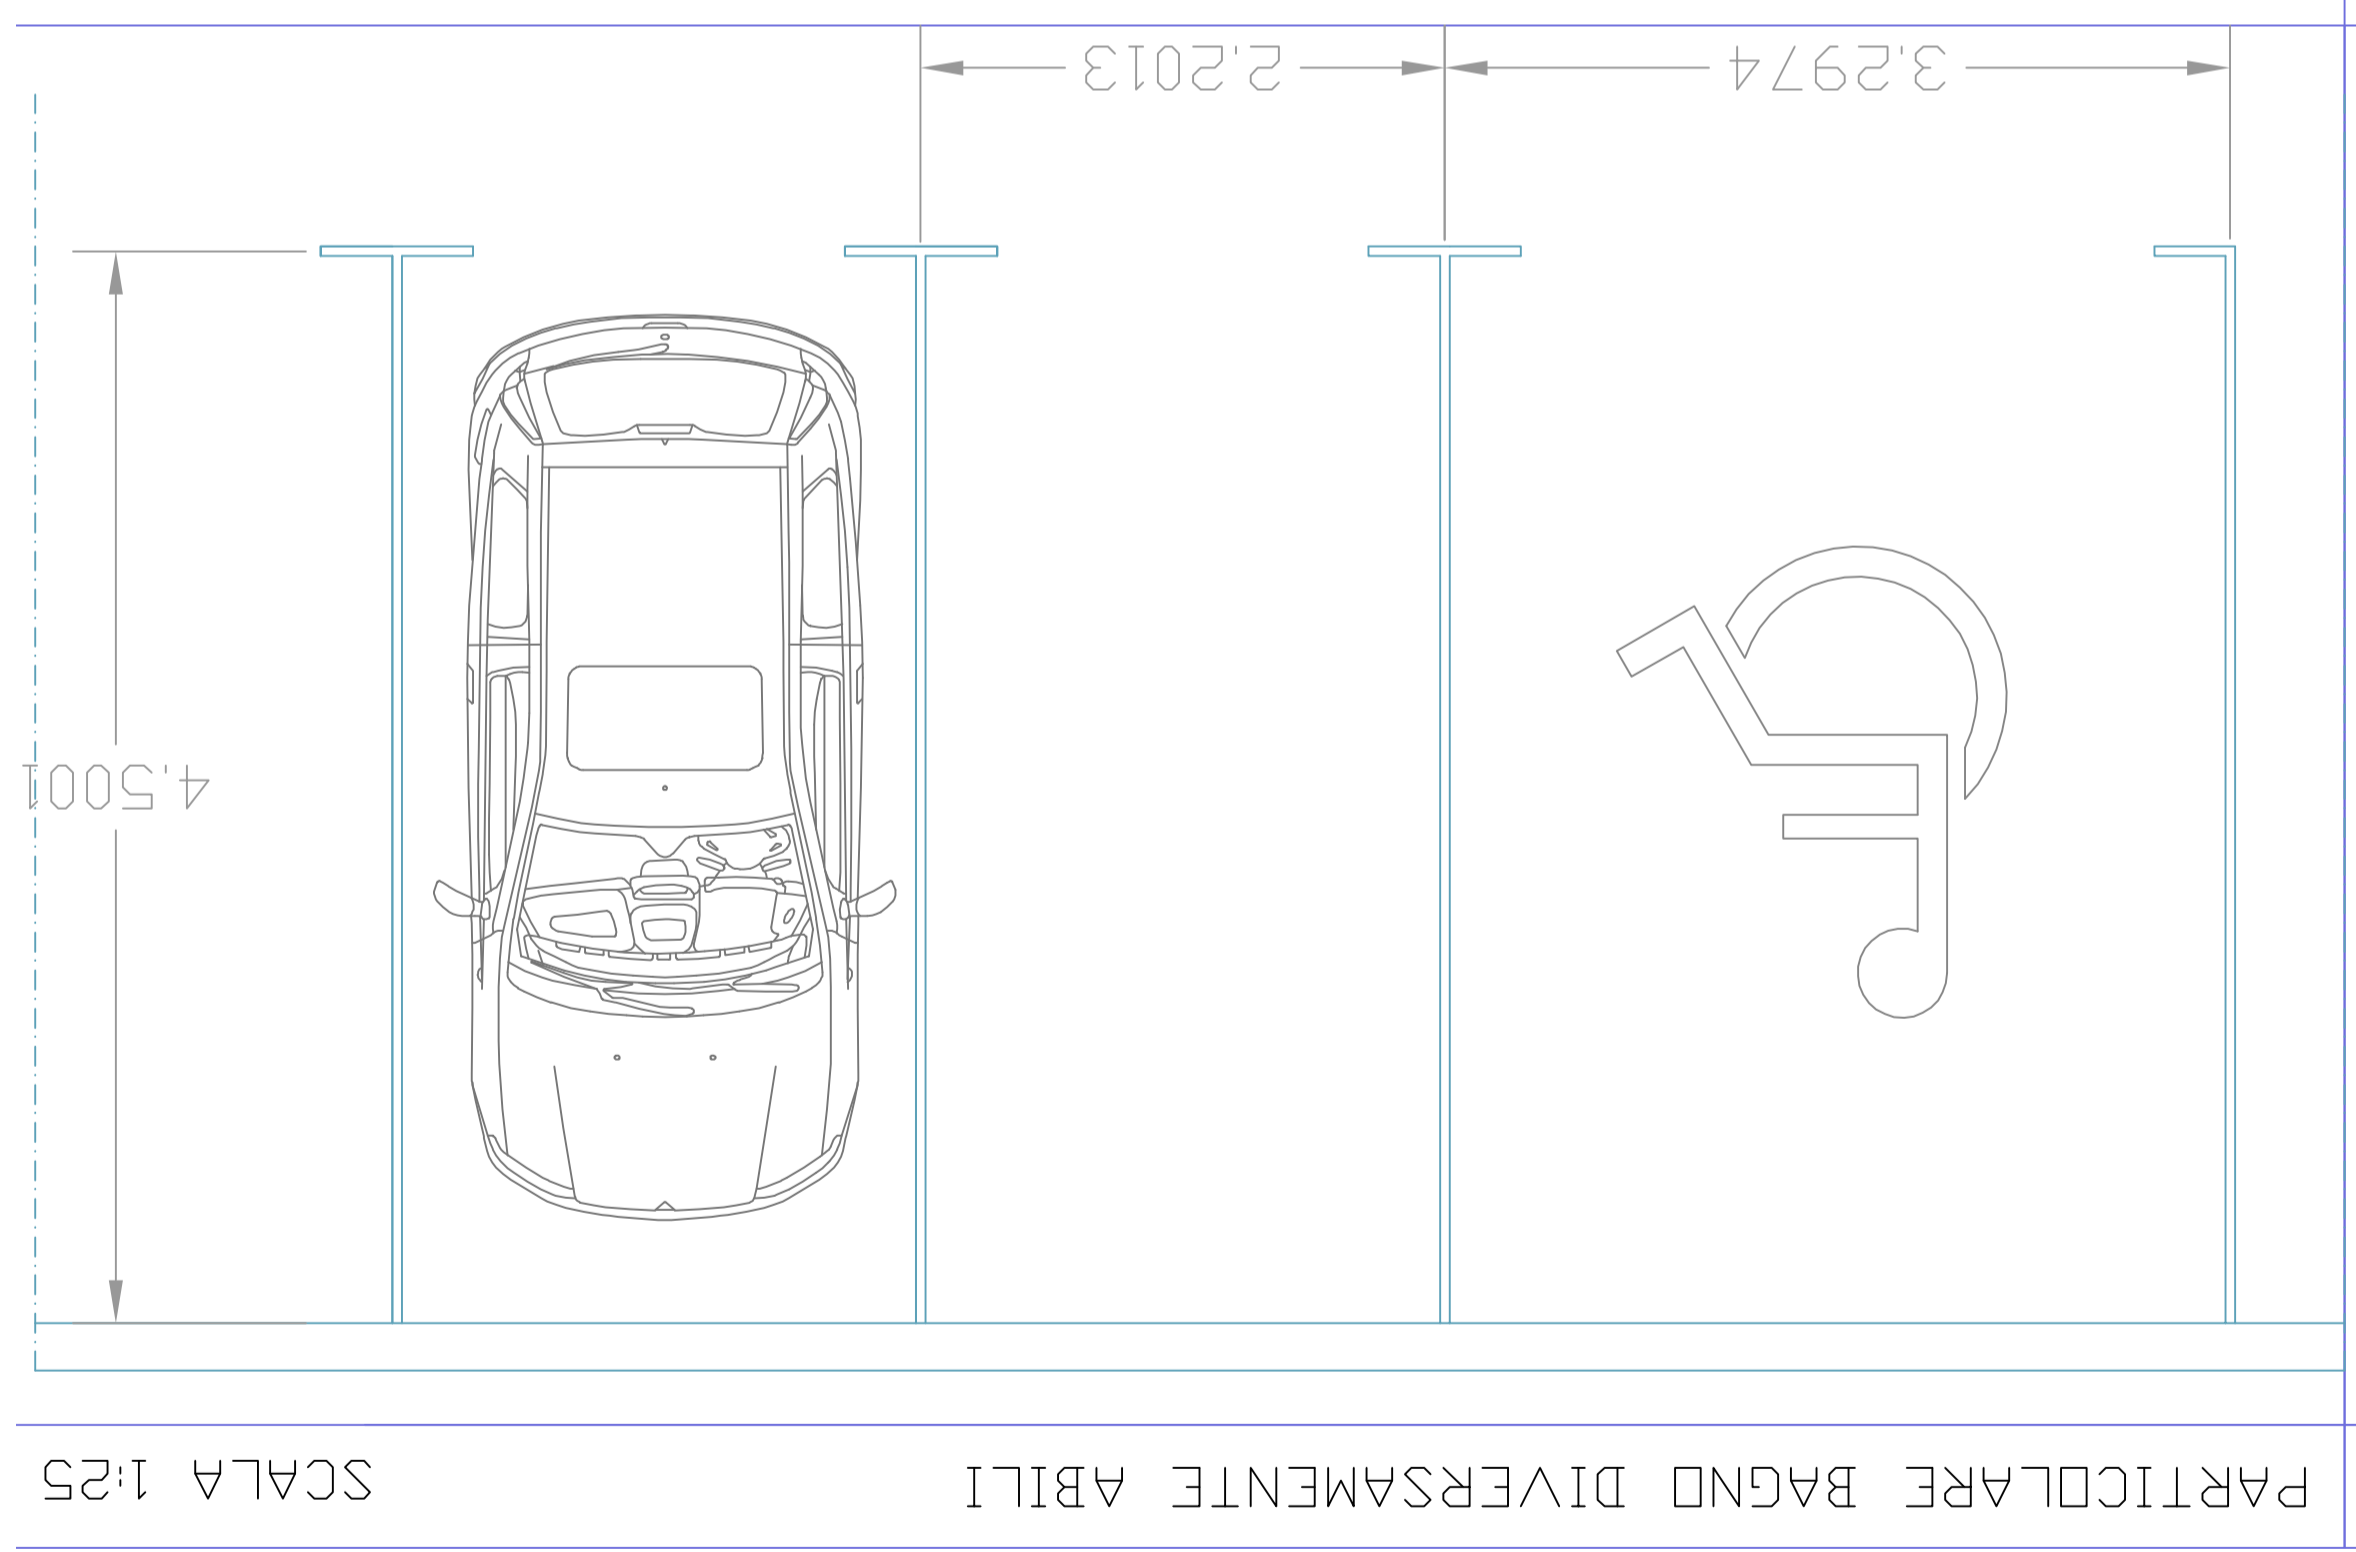 PARTICOLARE BAGNO DIVERSAMENTE ABILI
SCALA 1:25
4.5001
3.2974
2.2013